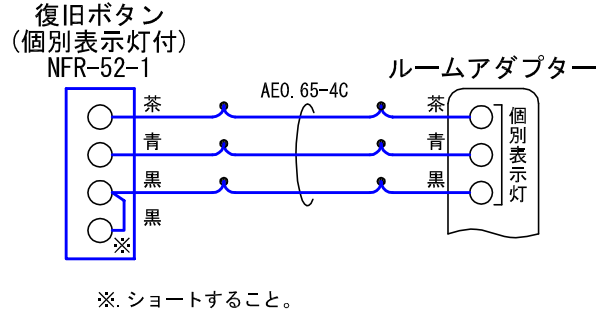 復旧ボタン
(個別表示灯付)
NFR-52-1
ルームアダプター
AE0.65-4C
茶 茶
青 青
黒 黒
黒
※
個別表示灯
※.ショートすること。